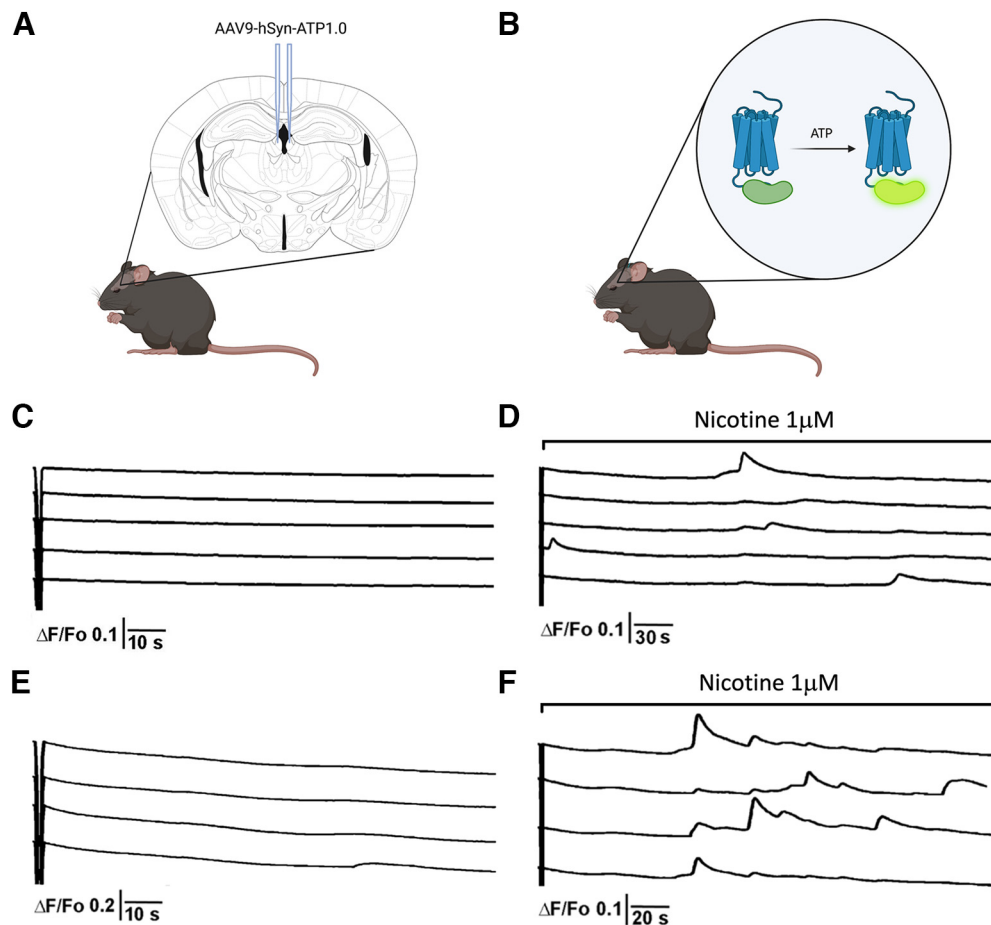 A
AAV9-hSyn-ATP1.0
B
ATP
C
ΔF/Fo 0.1
10 s
D
Nicotine 1μM
ΔF/Fo 0.1
30 s
E
ΔF/Fo 0.2
10 s
F
Nicotine 1μM
ΔF/Fo 0.1
20 s